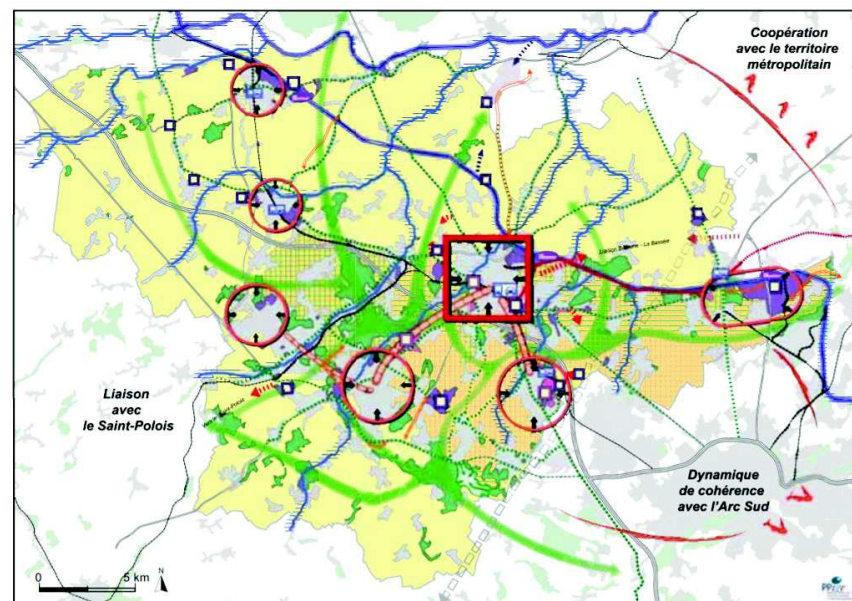 Coopération
avec le territoire
métropolitain
Liaison
avec
le Saint-Polois
Dynamique
de cohérence
avec l'Arc Sud
0
5 km
N